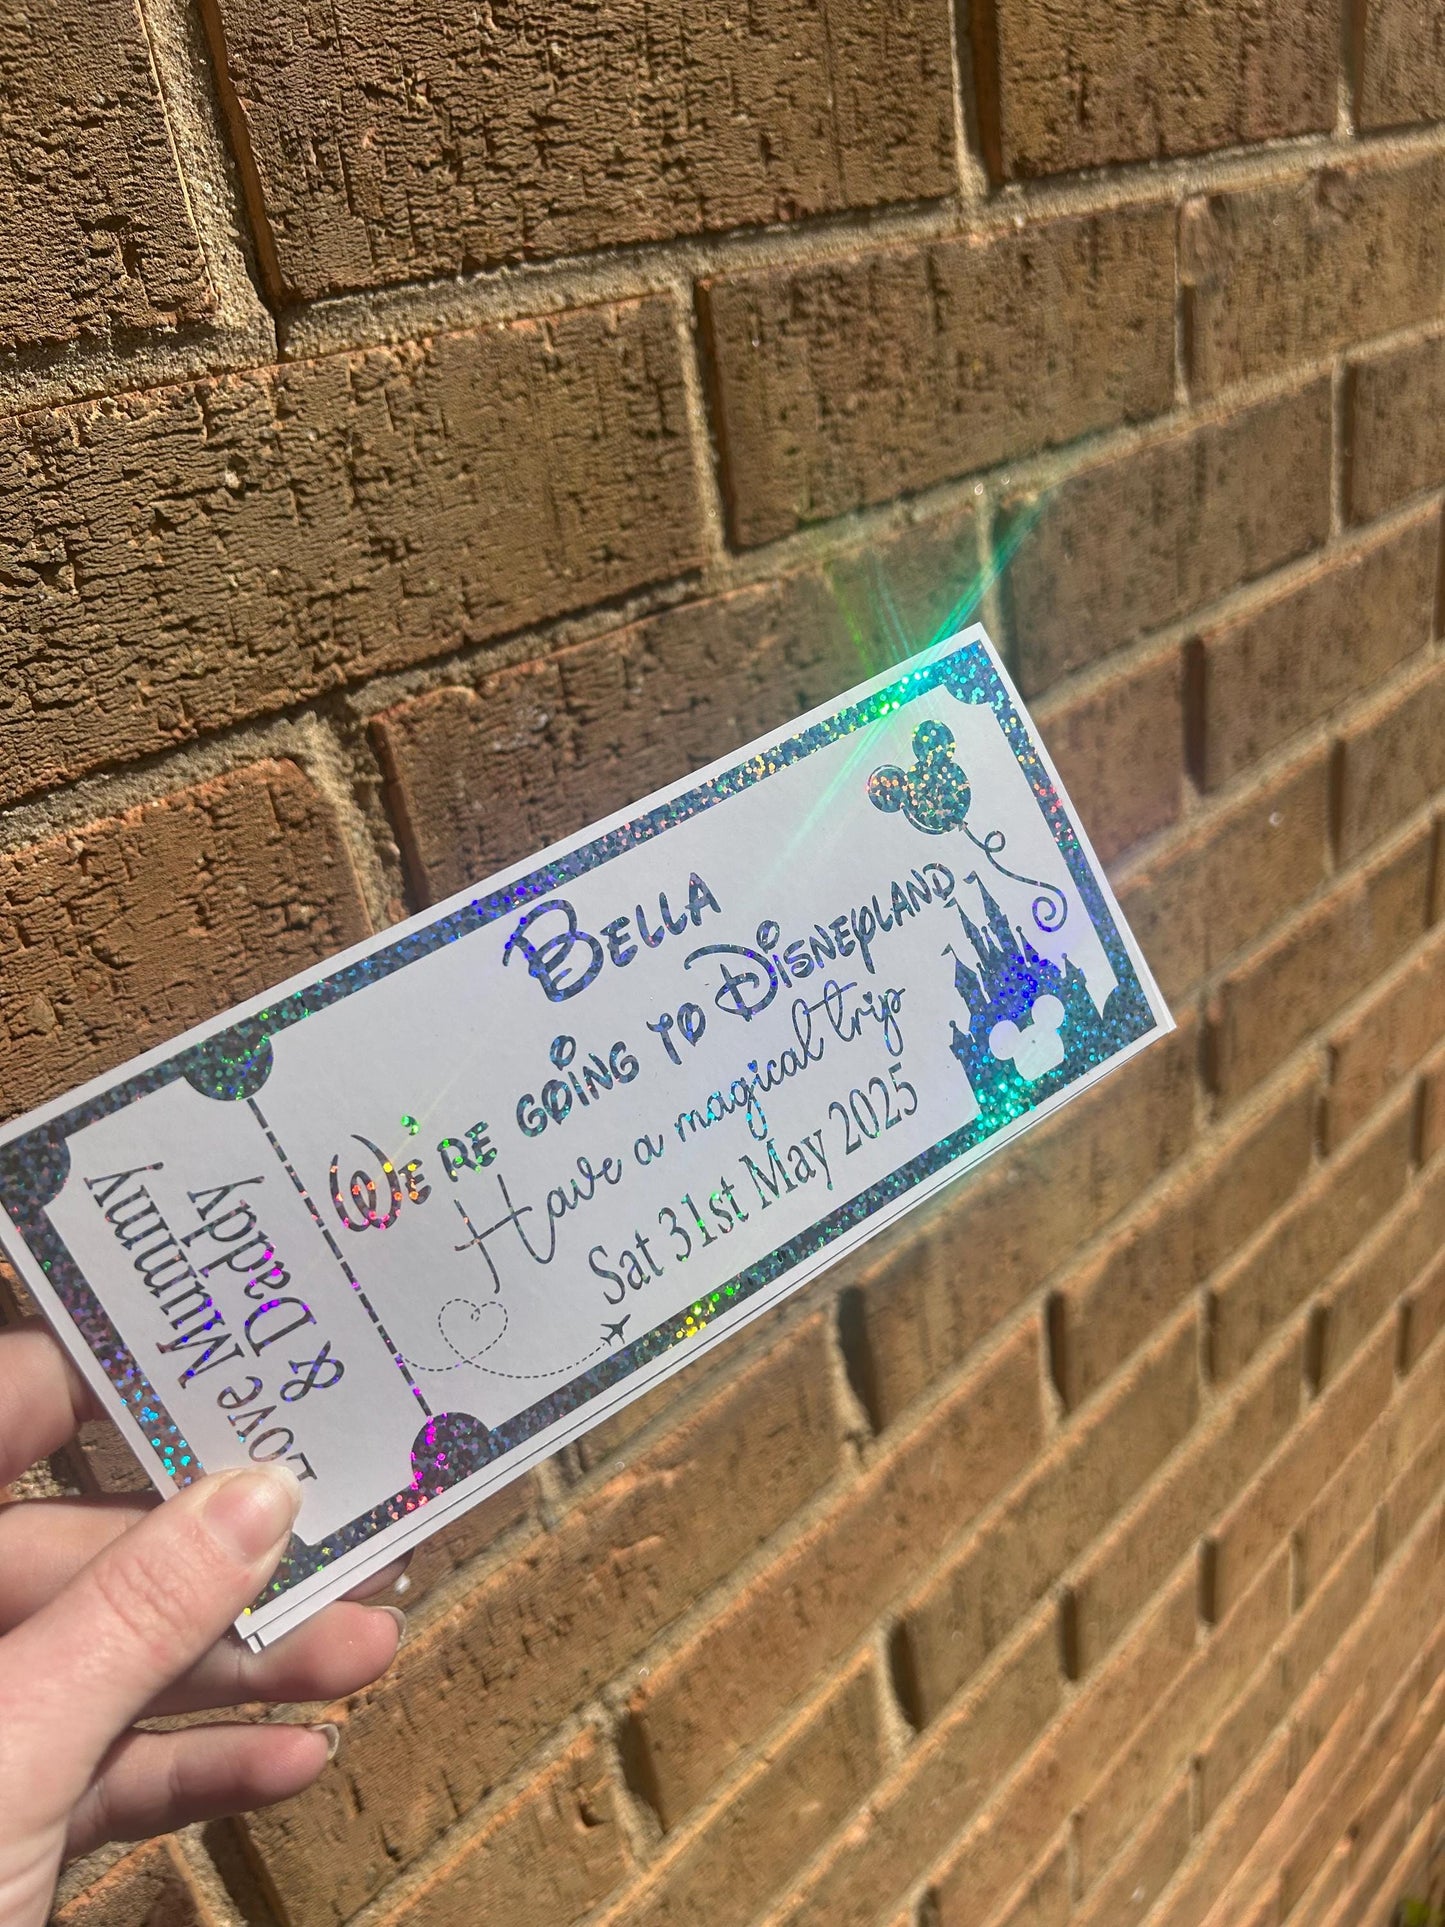 Bella
We're going to Disneyland
Have a magical trip
Sat 31st May 2025
Love Mummy
& Daddy